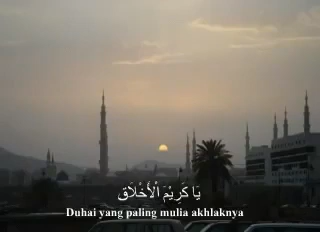 يَا كَرِيْمَ الْأَخْلَاق
Duhai yang paling mulia akhlaknya